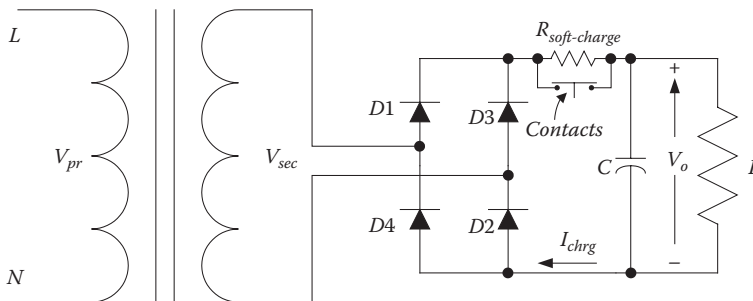 L
R_soft-charge
D1
D3
Contacts
+
V_pr
V_sec
C
V_o
D4
D2
I_chrg
N
−